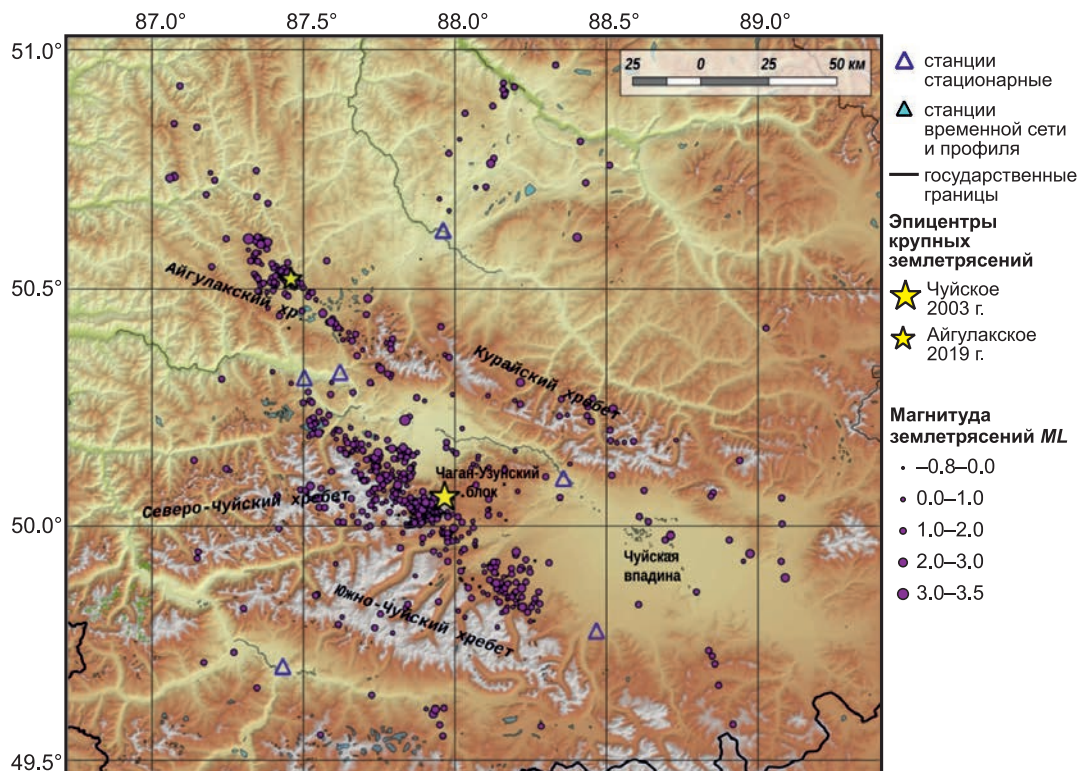 87.0° 87.5° 88.0° 88.5° 89.0°
51.0°
50.5°
50.0°
49.5°
25 0 25 50 км
Айгулакский хр.
Курайский хребет
Чаган-Узунский
блок
Северо-Чуйский хребет
Чуйская
впадина
Южно-Чуйский хребет
станции
стационарные
станции
временной сети
и профиля
государственные
границы
Эпицентры
крупных
землетрясений
Чуйское
2003 г.
Айгулакское
2019 г.
Магнитуда
землетрясений ML
–0.8–0.0
0.0–1.0
1.0–2.0
2.0–3.0
3.0–3.5